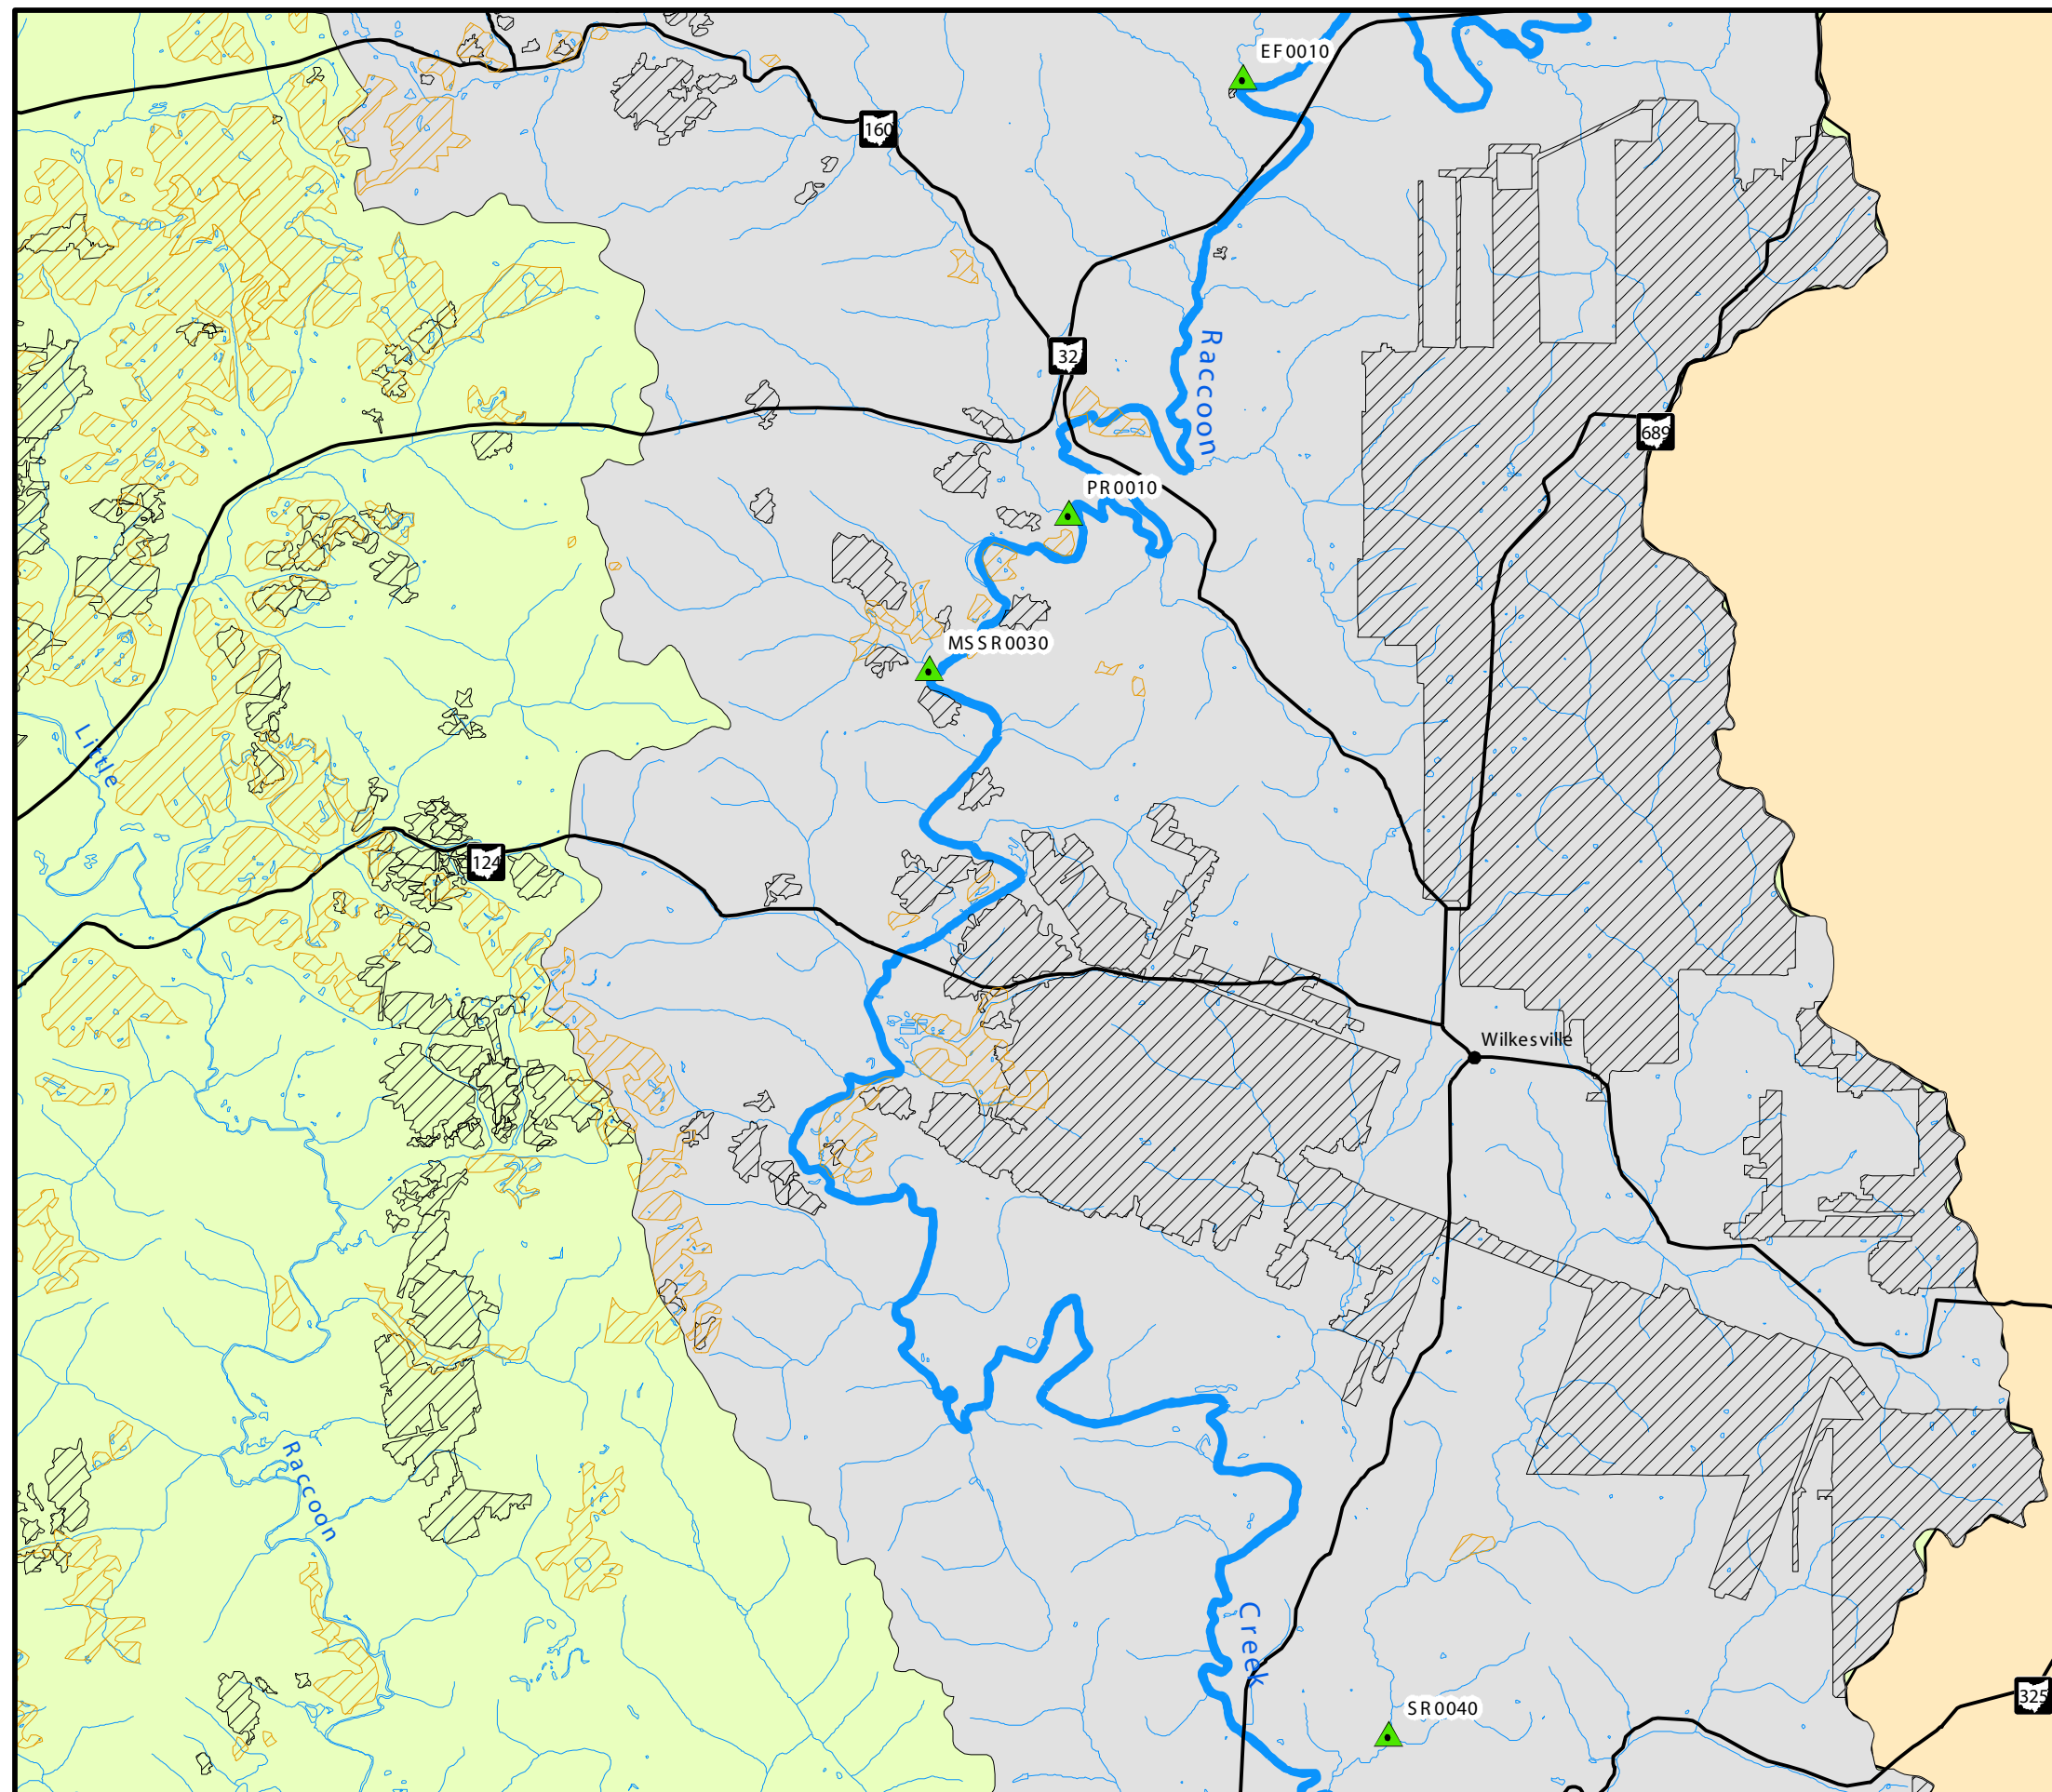 EF0010
160
Raccoon
32
689
PR0010
MSSR0030
Little
124
Wilkesville
Raccoon
Creek
325
SR0040